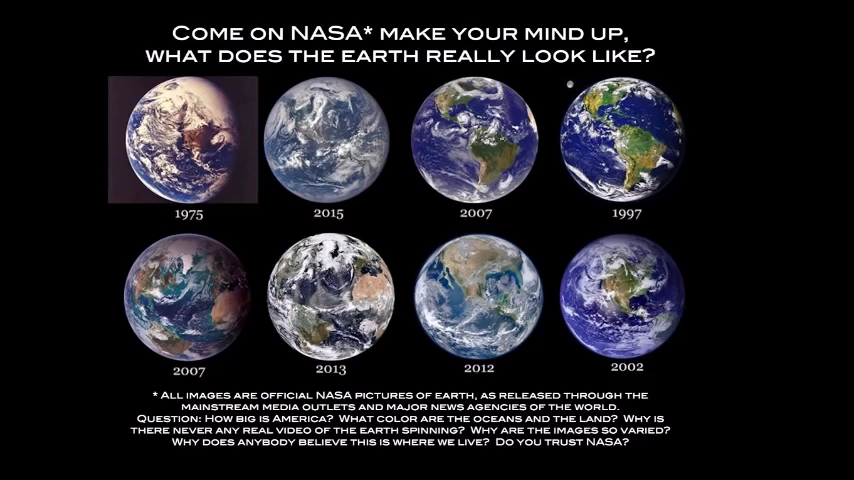 COME ON NASA* MAKE YOUR MIND UP,
WHAT DOES THE EARTH REALLY LOOK LIKE?
1975
2015
2007
1997
2007
2013
2012
2002
* ALL IMAGES ARE OFFICIAL NASA PICTURES OF EARTH, AS RELEASED THROUGH THE
MAINSTREAM MEDIA OUTLETS AND MAJOR NEWS AGENCIES OF THE WORLD.
QUESTION: HOW BIG IS AMERICA? WHAT COLOR ARE THE OCEANS AND THE LAND? WHY IS
THERE NEVER ANY REAL VIDEO OF THE EARTH SPINNING? WHY ARE THE IMAGES SO VARIED?
WHY DOES ANYBODY BELIEVE THIS IS WHERE WE LIVE? DO YOU TRUST NASA?